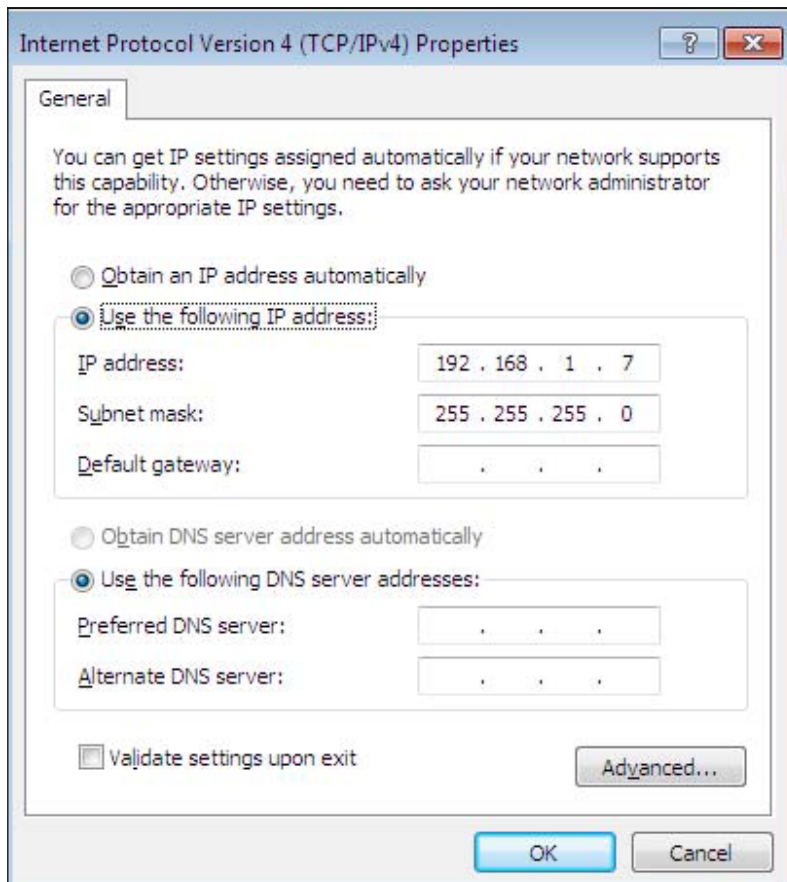 Internet Protocol Version 4 (TCP/IPv4) Properties
?
General
You can get IP settings assigned automatically if your network supports
this capability. Otherwise, you need to ask your network administrator
for the appropriate IP settings.
Obtain an IP address automatically
Use the following IP address:
IP address: 192 . 168 . 1 . 7
Subnet mask: 255 . 255 . 255 . 0
Default gateway: . . .
Obtain DNS server address automatically
Use the following DNS server addresses:
Preferred DNS server: . . .
Alternate DNS server: . . .
Validate settings upon exit
Advanced...
OK Cancel